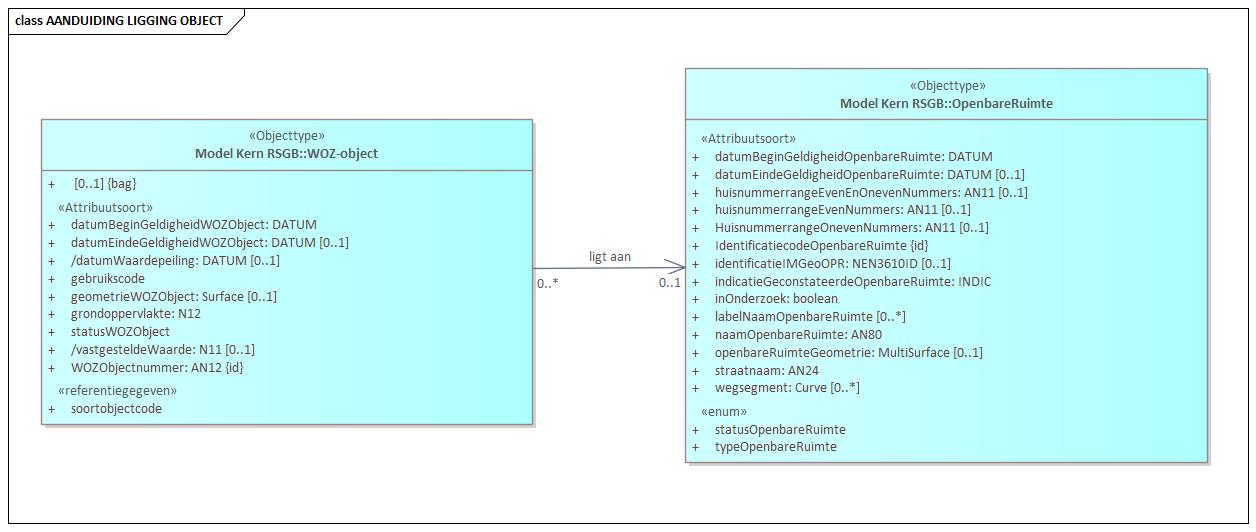 class AANDUIDING LIGGING OBJECT
«Objecttype»
Model Kern RSGB::WOZ-object
+ [0..1] {bag}
«Attribuutsoort»
+ datumBeginGeldigheidWOZObject: DATUM
+ datumEindeGeldigheidWOZObject: DATUM [0..1]
+ /datumWaardepeiling: DATUM [0..1]
+ gebruikscode
+ geometrieWOZObject: Surface [0..1]
+ grondoppervlakte: N12
+ statusWOZObject
+ /vastgesteldeWaarde: N11 [0..1]
+ WOZObjectnummer: AN12 {id}
«referentiegegeven»
+ soortobjectcode
ligt aan
0..*
0..1
«Objecttype»
Model Kern RSGB::OpenbareRuimte
«Attribuutsoort»
+ datumBeginGeldigheidOpenbareRuimte: DATUM
+ datumEindeGeldigheidOpenbareRuimte: DATUM [0..1]
+ huisnummerrangeEvenEnOnevenNummers: AN11 [0..1]
+ huisnummerrangeEvenNummers: AN11 [0..1]
+ HuisnummerrangeOnevenNummers: AN11 [0..1]
+ IdentificatiecodeOpenbareRuimte {id}
+ identificatieIMGeoOPR: NEN3610ID [0..1]
+ indicatieGeconstateerdeOpenbareRuimte: INDIC
+ inOnderzoek: boolean
+ labelNaamOpenbareRuimte [0..*]
+ naamOpenbareRuimte: AN80
+ openbareRuimteGeometrie: MultiSurface [0..1]
+ straatnaam: AN24
+ wegsegment: Curve [0..*]
«enum»
+ statusOpenbareRuimte
+ typeOpenbareRuimte